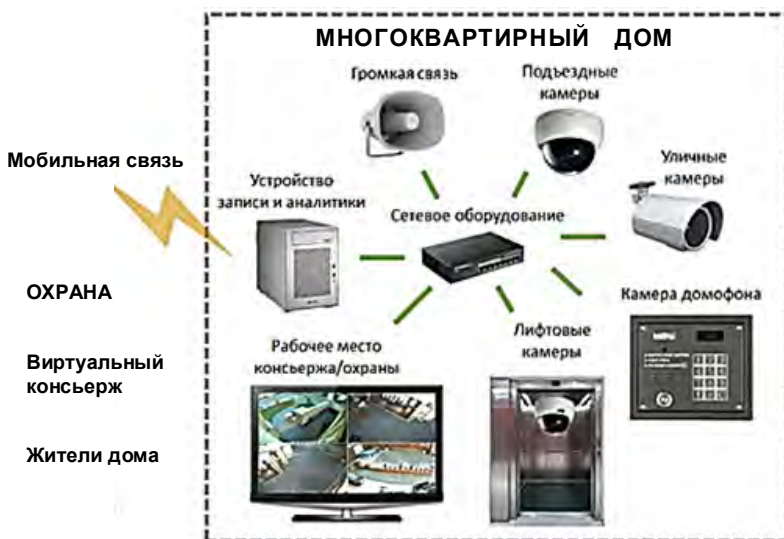 МНОГОКВАРТИРНЫЙ ДОМ
Громкая связь
Подъездные
камеры
Мобильная связь
Уличные
камеры
Устройство
записи и аналитики
Сетевое оборудование
ОХРАНА
Камера домофона
Рабочее место
консьержа/охраны
Лифтовые
камеры
Виртуальный
консьерж
Жители дома